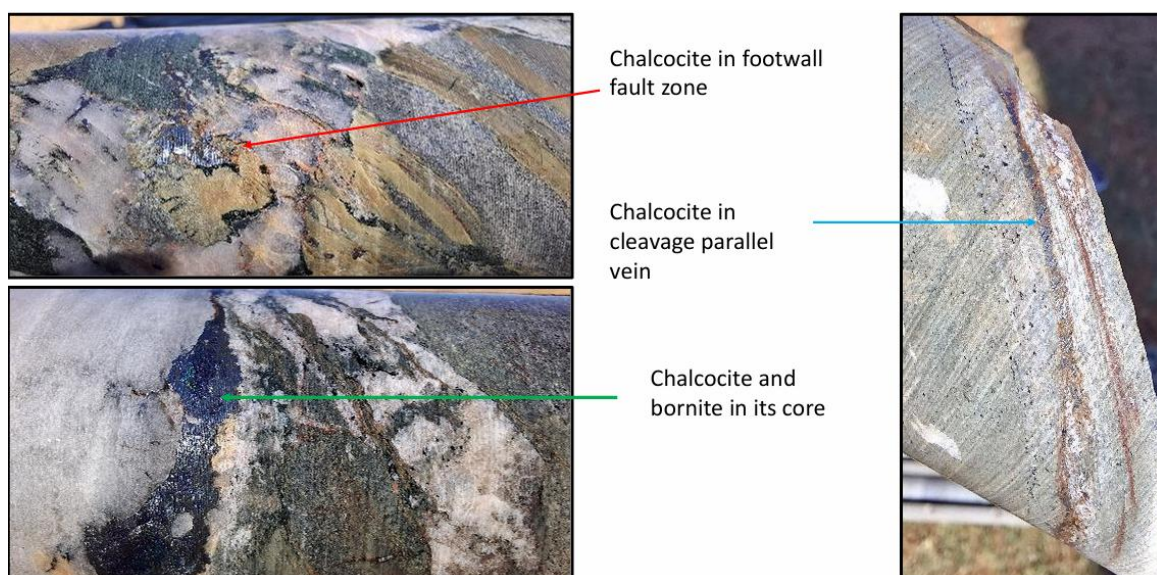 Chalcocite in footwall
fault zone
Chalcocite in
cleavage parallel
vein
Chalcocite and
bornite in its core